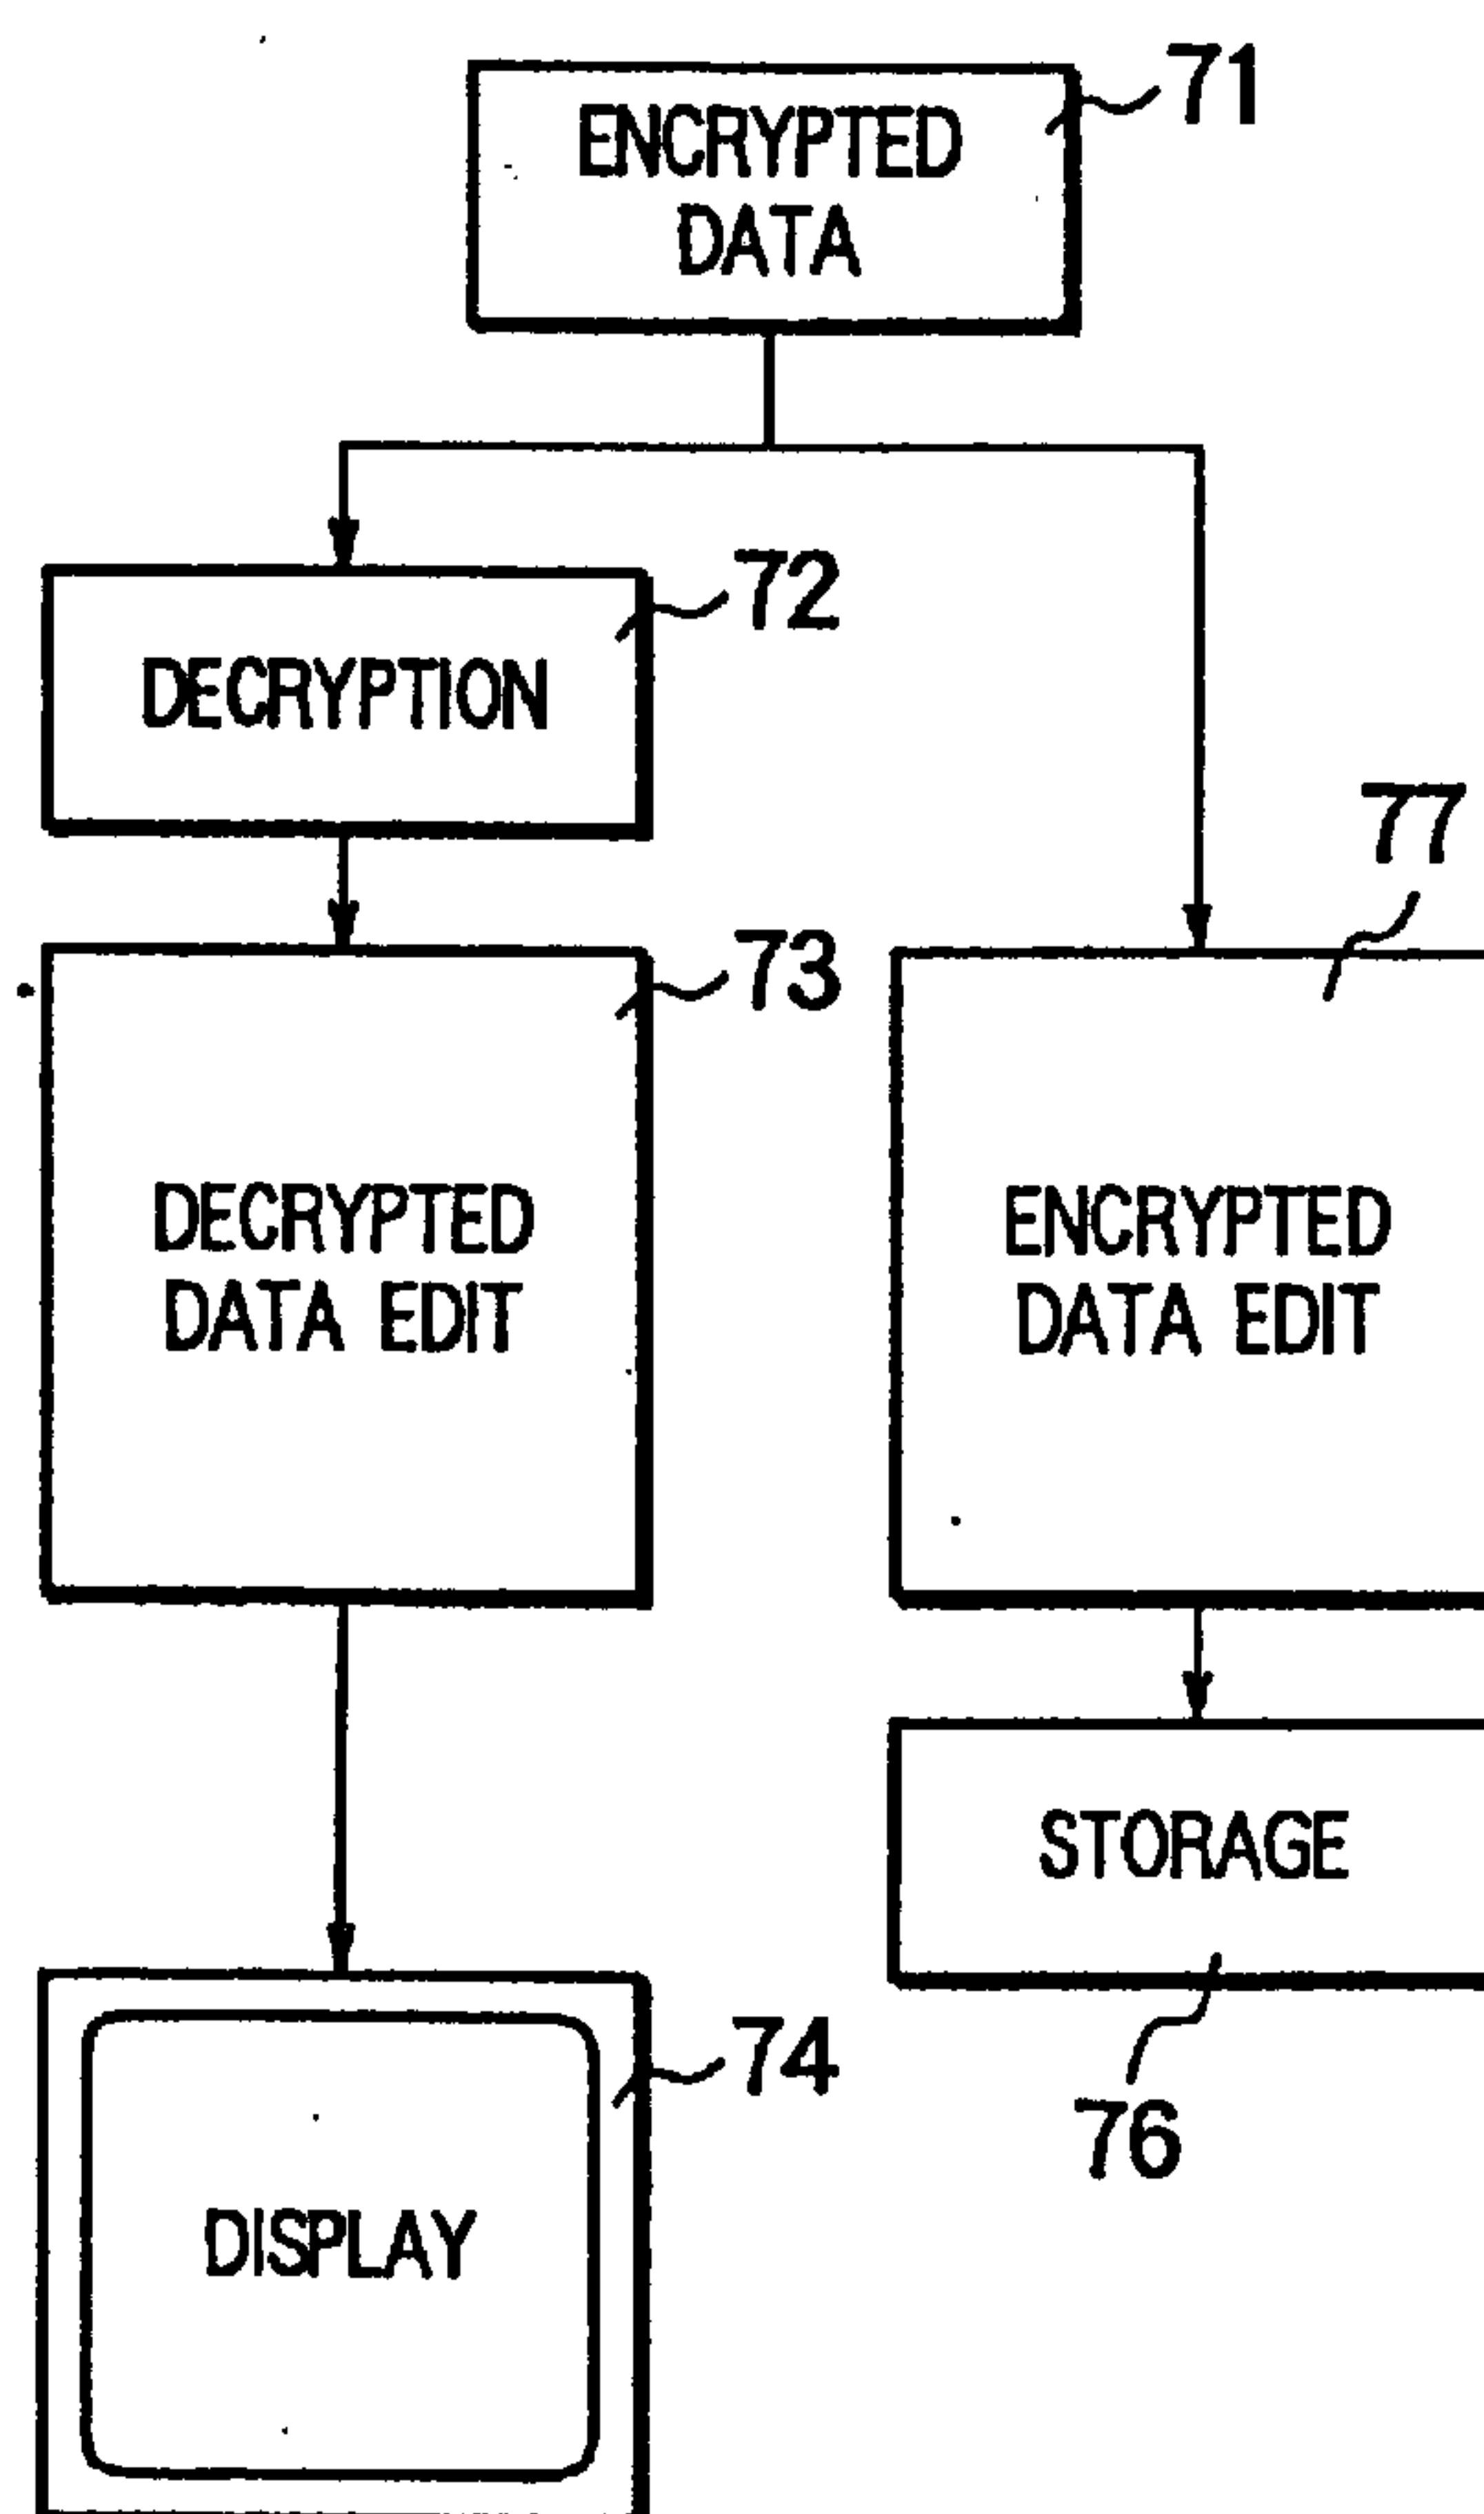 71
ENCRYPTED
DATA
72
DECRYPTION
77
73
DECRYPTED
DATA EDIT
ENCRYPTED
DATA EDIT
STORAGE
74
76
DISPLAY